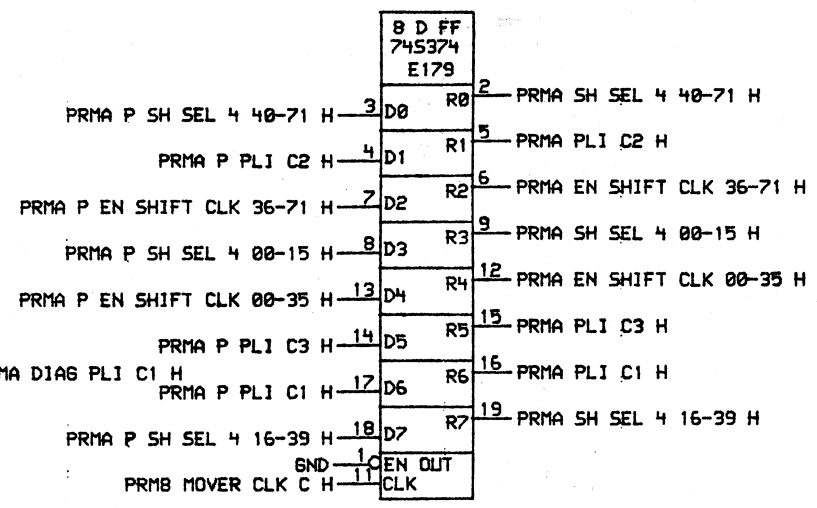 8 D FF
74S374
E179
PRMA P SH SEL 4 40-71 H 3 D0 R0 2 PRMA SH SEL 4 40-71 H
PRMA P PLI C2 H 4 D1 R1 5 PRMA PLI C2 H
PRMA P EN SHIFT CLK 36-71 H 7 D2 R2 6 PRMA EN SHIFT CLK 36-71 H
PRMA P SH SEL 4 00-15 H 8 D3 R3 9 PRMA SH SEL 4 00-15 H
PRMA P EN SHIFT CLK 00-35 H 13 D4 R4 12 PRMA EN SHIFT CLK 00-35 H
PRMA P PLI C3 H 14 D5 R5 15 PRMA PLI C3 H
MA DIAG PLI C1 H
PRMA P PLI C1 H 17 D6 R6 16 PRMA PLI C1 H
PRMA P SH SEL 4 16-39 H 18 D7 R7 19 PRMA SH SEL 4 16-39 H
GND 1 EN OUT
PRMB MOVER CLK C H 11 CLK